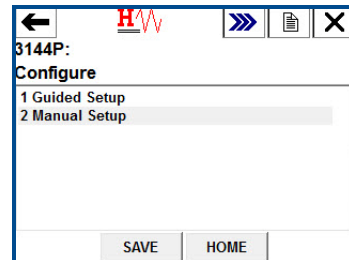 H
3144P:
Configure
1 Guided Setup
2 Manual Setup
SAVE HOME